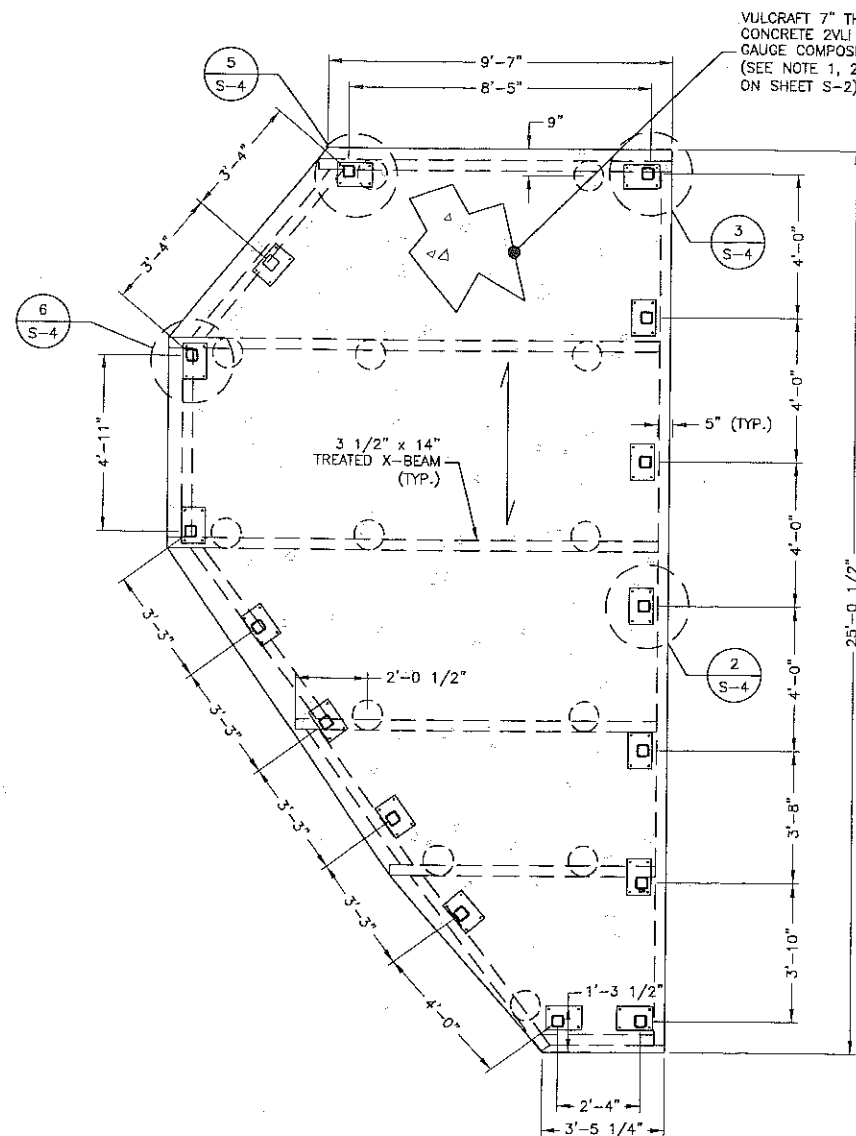 VULCRAFT 7" TH
CONCRETE 2VLI
GAUGE COMPOSI
(SEE NOTE 1, 2
ON SHEET S-2)
5
S-4
9'-7"
8'-5"
9"
3'-4"
3'-4"
3
S-4
4'-0"
6
S-4
4'-0"
4'-11"
3 1/2" x 14"
TREATED X-BEAM
(TYP.)
5" (TYP.)
4'-0"
25'-0 1/2"
3'-3"
2
S-4
4'-0"
3'-3"
2'-0 1/2"
3'-3"
3'-8"
3'-3"
3'-10"
4'-0"
1'-3 1/2"
2'-4"
3'-5 1/4"